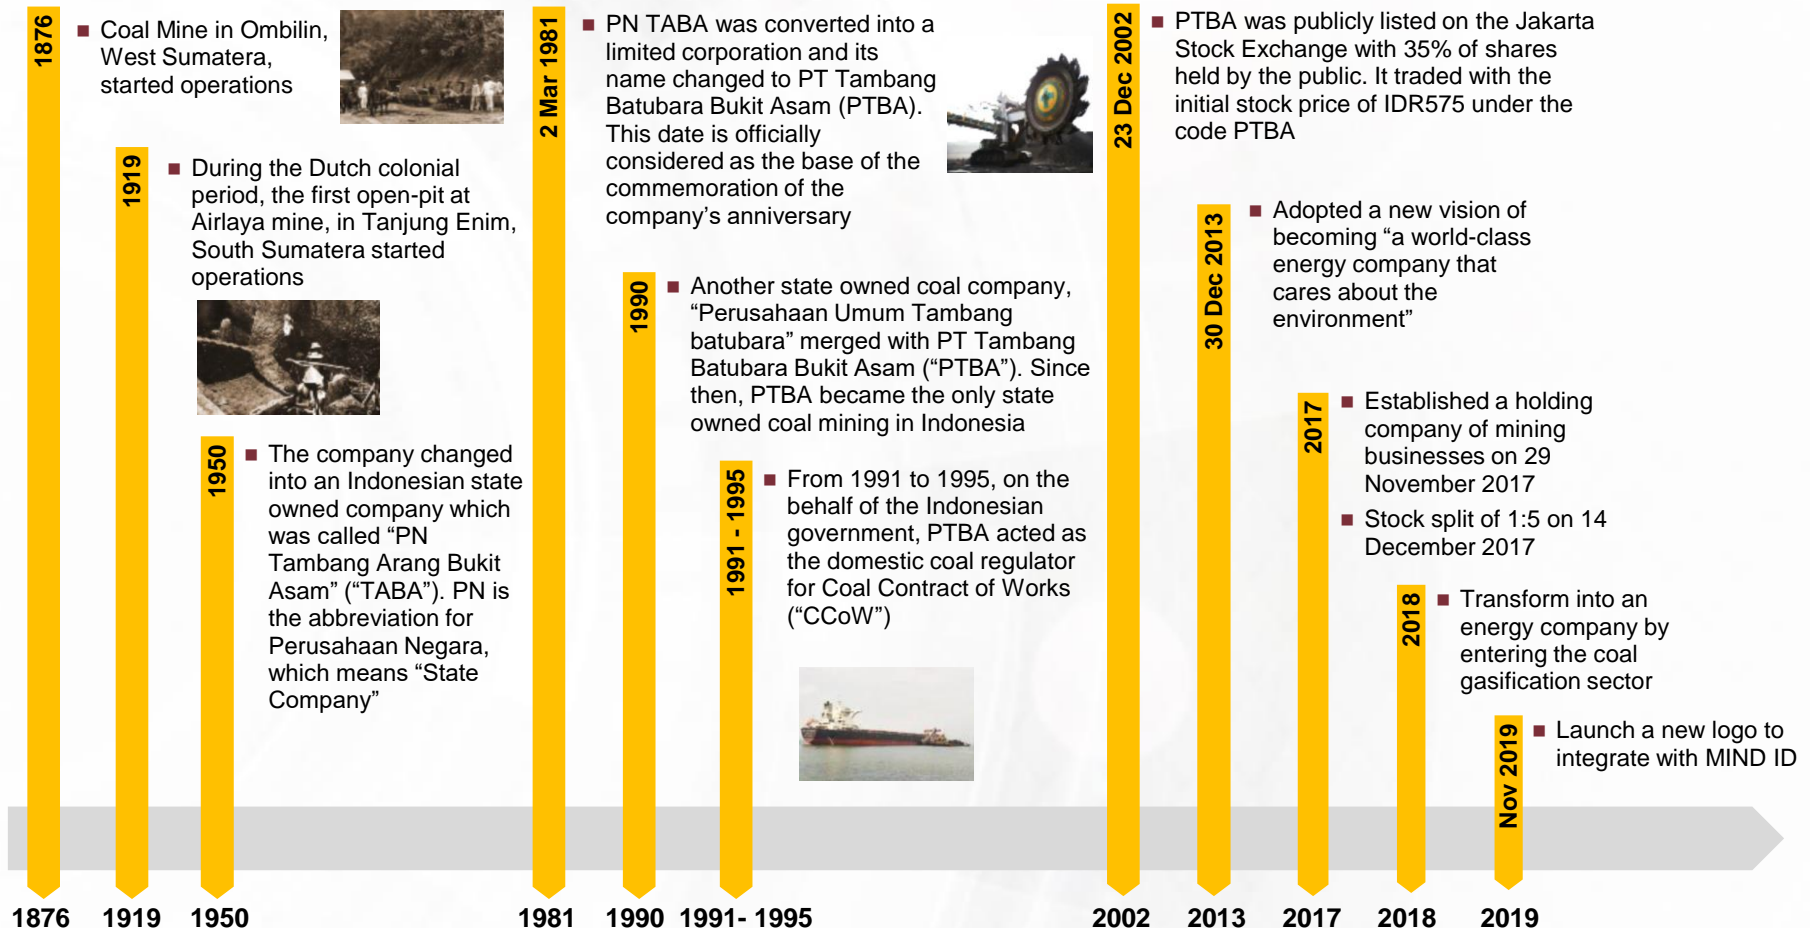 1876
Coal Mine in Ombilin,
West Sumatera,
started operations
1919
During the Dutch colonial
period, the first open-pit at
Airlaya mine, in Tanjung Enim,
South Sumatera started
operations
1950
The company changed
into an Indonesian state
owned company which
was called “PN
Tambang Arang Bukit
Asam” (“TABA”). PN is
the abbreviation for
Perusahaan Negara,
which means “State
Company”
2 Mar 1981
PN TABA was converted into a
limited corporation and its
name changed to PT Tambang
Batubara Bukit Asam (PTBA).
This date is officially
considered as the base of the
commemoration of the
company’s anniversary
1990
Another state owned coal company,
“Perusahaan Umum Tambang
batubara” merged with PT Tambang
Batubara Bukit Asam (“PTBA”). Since
then, PTBA became the only state
owned coal mining in Indonesia
1991 - 1995
From 1991 to 1995, on the
behalf of the Indonesian
government, PTBA acted as
the domestic coal regulator
for Coal Contract of Works
(“CCoW”)
23 Dec 2002
PTBA was publicly listed on the Jakarta
Stock Exchange with 35% of shares
held by the public. It traded with the
initial stock price of IDR575 under the
code PTBA
30 Dec 2013
Adopted a new vision of
becoming “a world-class
energy company that
cares about the
environment”
2017
Established a holding
company of mining
businesses on 29
November 2017
Stock split of 1:5 on 14
December 2017
2018
Transform into an
energy company by
entering the coal
gasification sector
Nov 2019
Launch a new logo to
integrate with MIND ID
1876 1919 1950 1981 1990 1991- 1995 2002 2013 2017 2018 2019